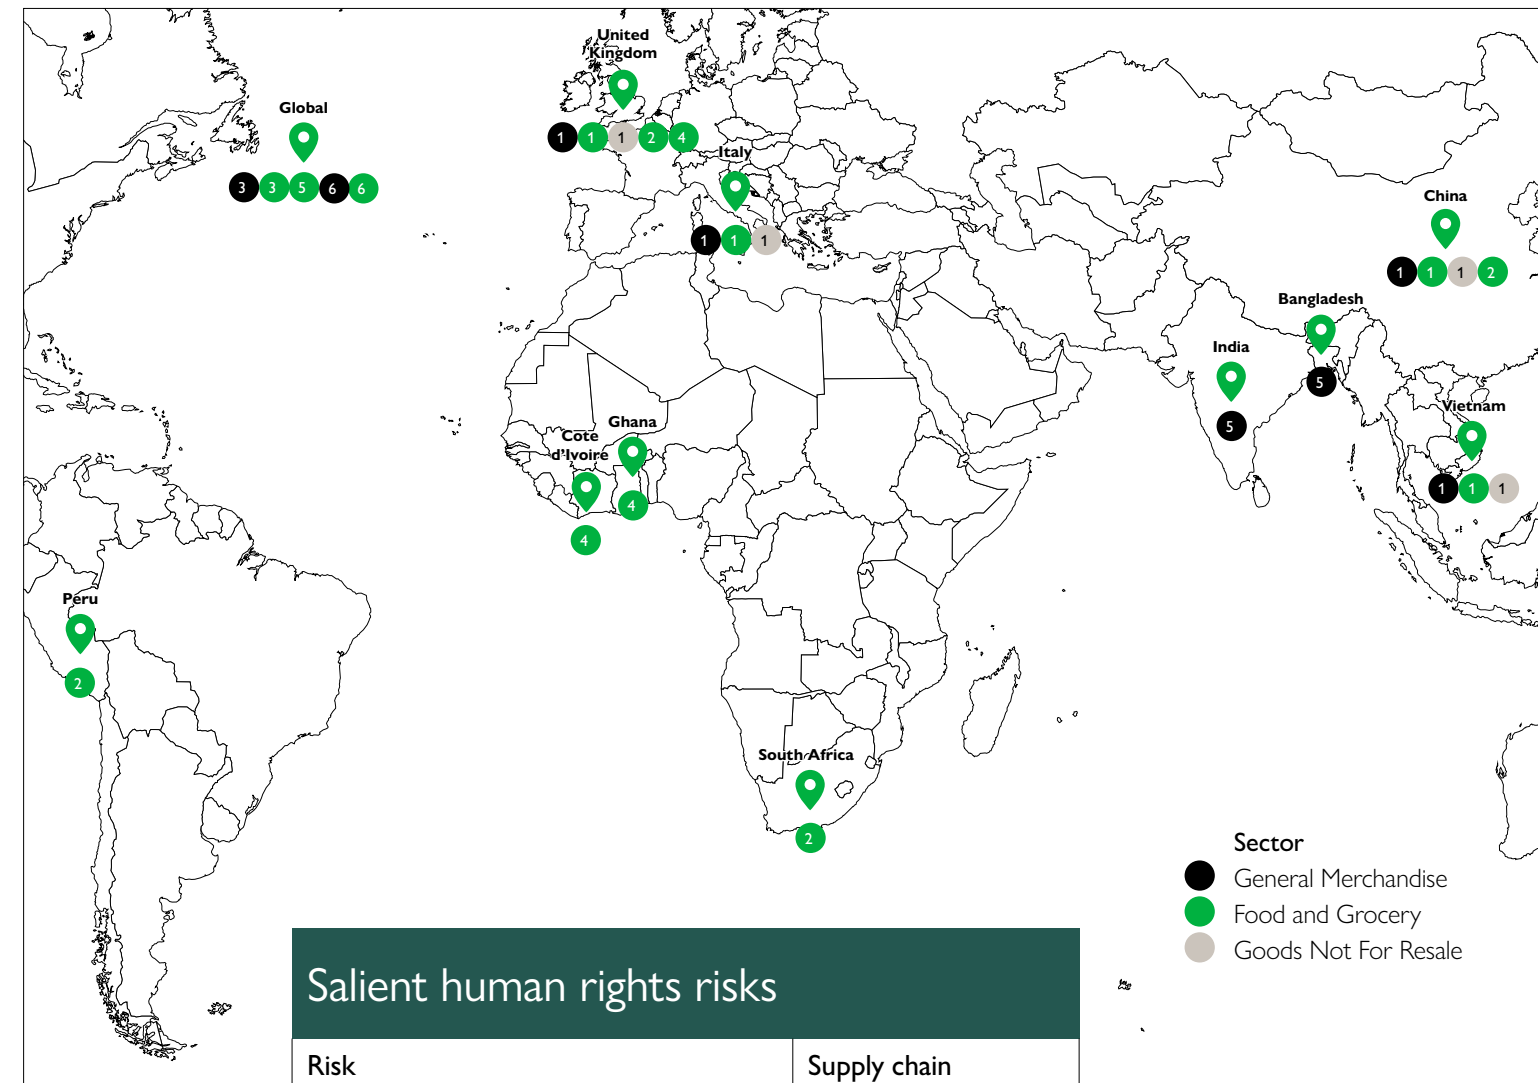 United
Kingdom
1 1 1 2 4
Global
3 3 5 6 6
Italy
1 1 1
China
1 1 1 2
Bangladesh
5
India
5
Vietnam
1 1 1
Ghana
4
Cote
d'Ivoire
4
Peru
2
South Africa
2
Sector
General Merchandise
Food and Grocery
Goods Not For Resale
Salient human rights risks
Risk Supply chain